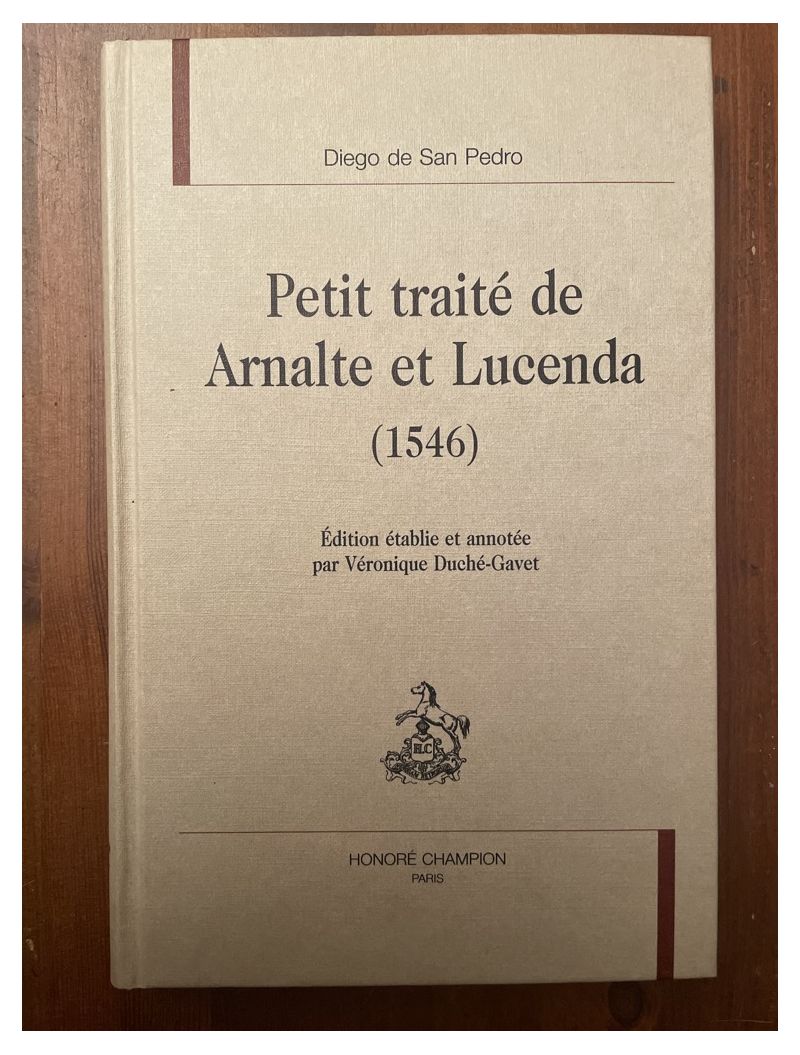 Diego de San Pedro
Petit traité de
Arnalte et Lucenda
(1546)
Édition établie et annotée
par Véronique Duché-Gavet
HONORÉ CHAMPION
PARIS